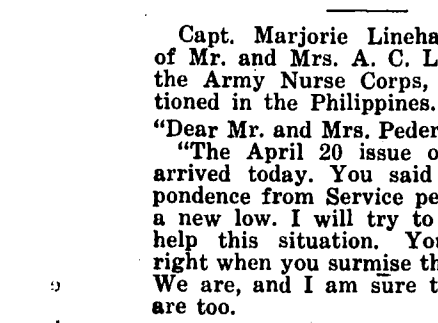 Capt. Marjorie Lineha
of Mr. and Mrs. A. C. L
the Army Nurse Corps,
tioned in the Philippines.
"Dear Mr. and Mrs. Peder
"The April 20 issue o
arrived today. You said
pondence from Service pe
a new low. I will try to
help this situation. You
right when you surmise th
We are, and I am sure t
are too.